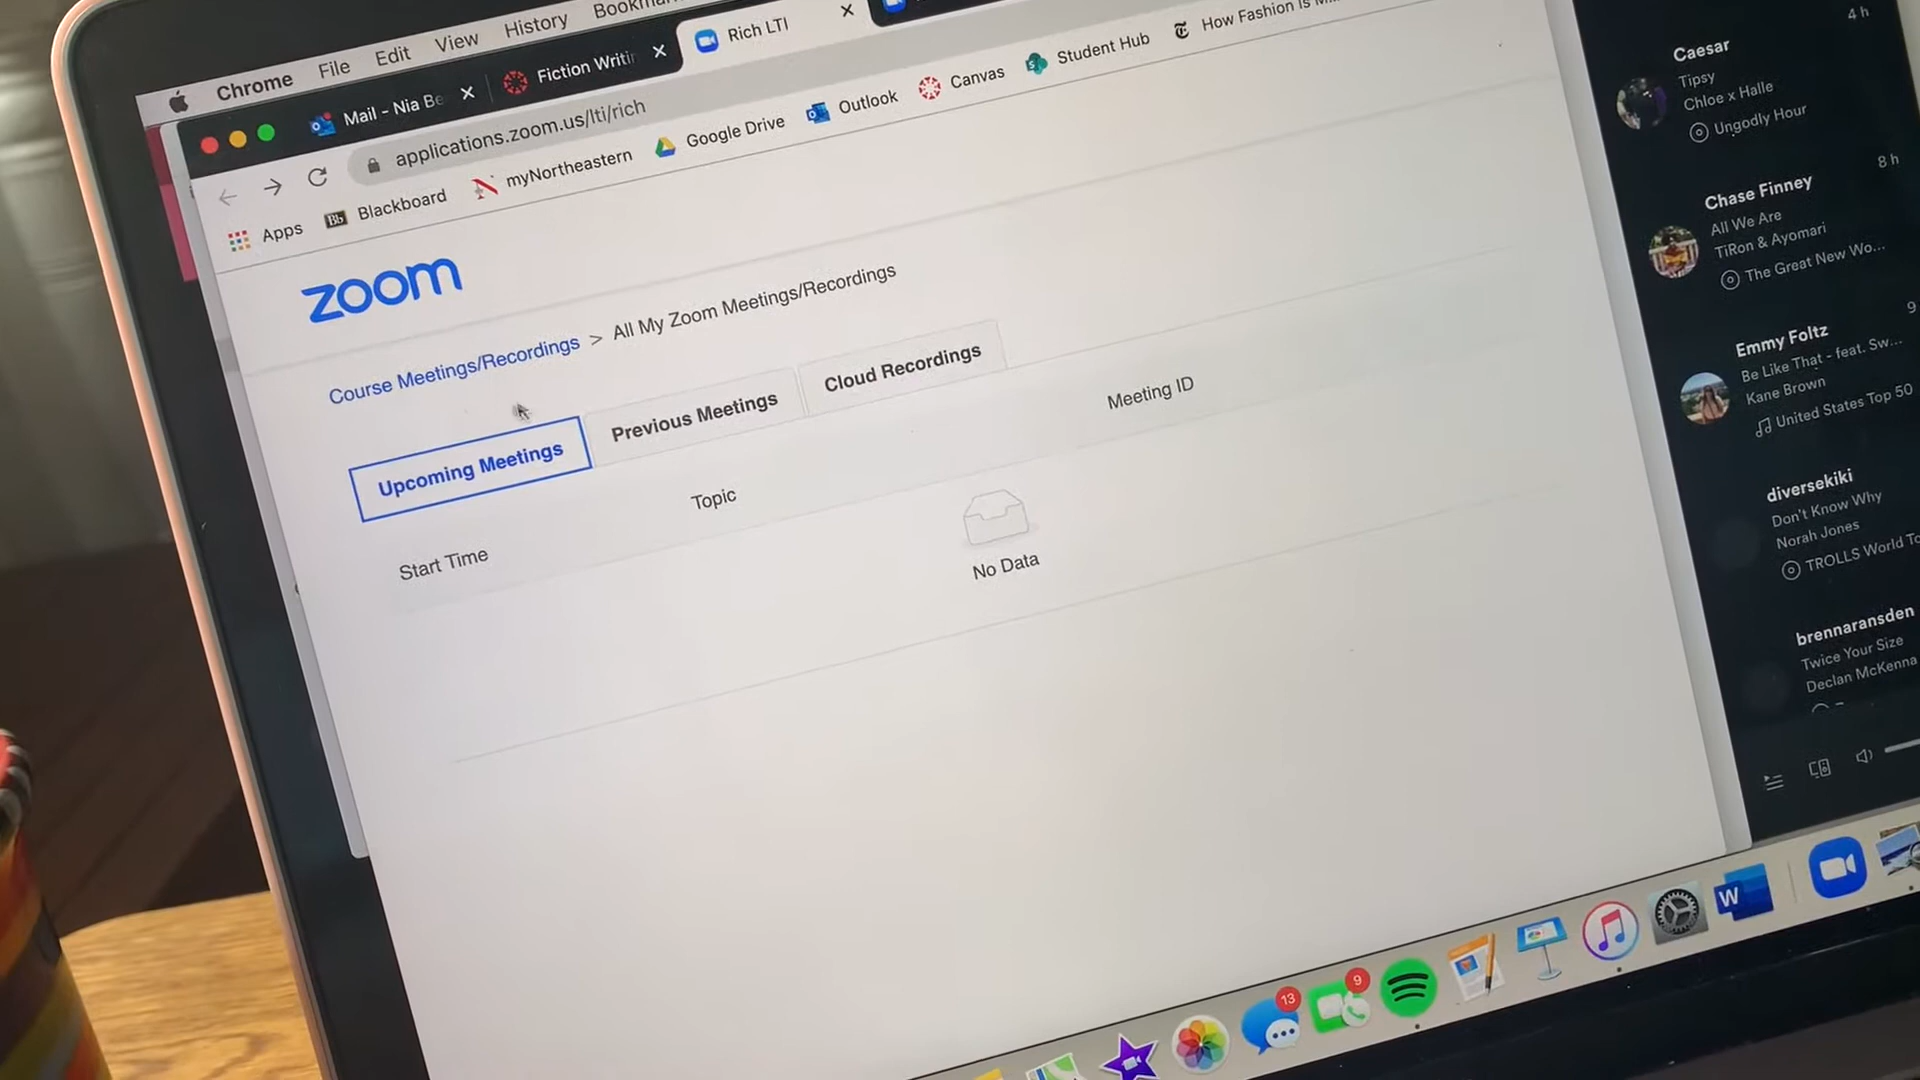 Chrome File Edit View History
Mail - Nia Be
Fiction Writin
Rich LTI
applications.zoom.us/lti/rich
Apps
Bb Blackboard
myNortheastern
Google Drive
Outlook
Canvas
S Student Hub
How Fashion Is
zoom
Course Meetings/Recordings > All My Zoom Meetings/Recordings
Upcoming Meetings
Previous Meetings
Cloud Recordings
Start Time
Topic
Meeting ID
No Data
4 h
Caesar
Tipsy
Chloe x Halle
Ungodly Hour
8 h
Chase Finney
All We Are
TiRon & Ayomari
The Great New Wo...
9
Emmy Foltz
Be Like That - feat. Sw...
Kane Brown
United States Top 50
diversekiki
Don't Know Why
Norah Jones
TROLLS World To
brennaransden
Twice Your Size
Declan McKenna
W
13
9